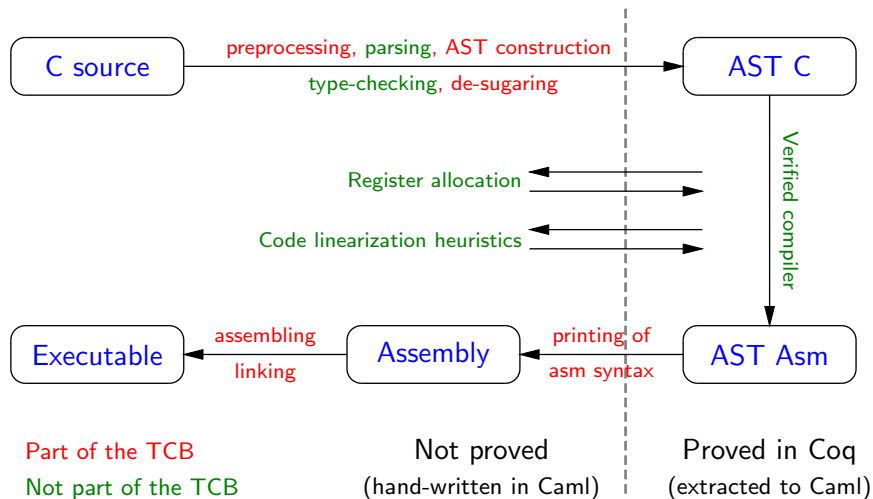 preprocessing, parsing, AST construction
C source
AST C
type-checking, de-sugaring
Verified compiler
Register allocation
Code linearization heuristics
assembling
printing of
Executable
Assembly
AST Asm
linking
asm syntax
Part of the TCB
Not proved
Proved in Coq
Not part of the TCB
(hand-written in Caml)
(extracted to Caml)